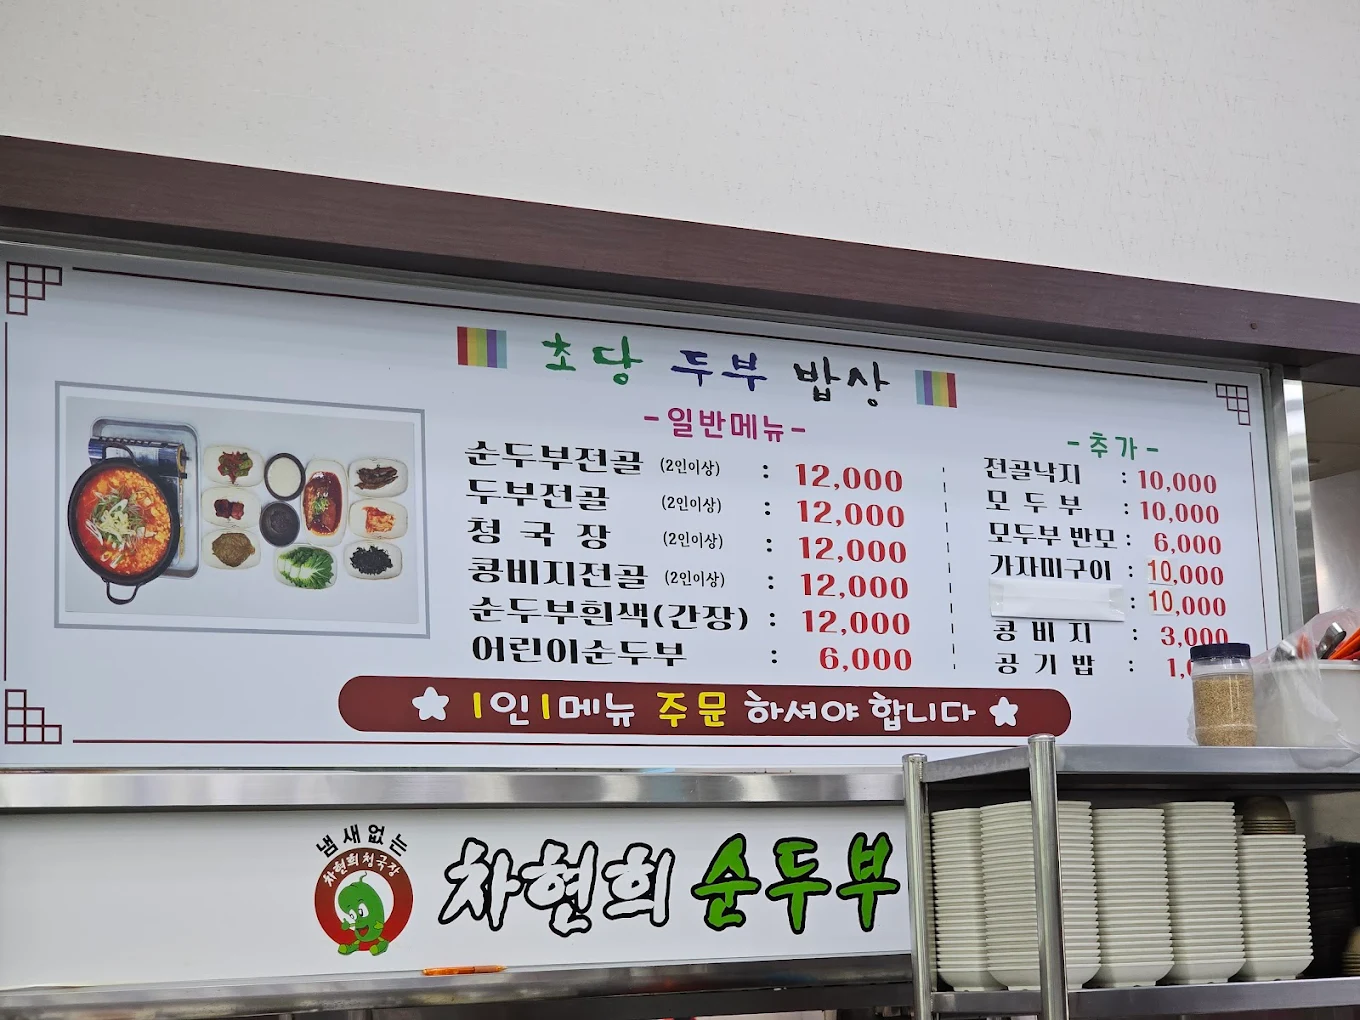 초당 두부 밥상
-일반메뉴-
순두부전골 (2인이상) : 12,000
두부전골 (2인이상) : 12,000
청국장 (2인이상) : 12,000
콩비지전골 (2인이상) : 12,000
순두부흰색(간장) : 12,000
어린이순두부 : 6,000
-추가-
전골낙지 : 10,000
모두부 : 10,000
모두부 반모 : 6,000
가자미구이 : 10,000
: 10,000
콩비지 : 3,000
공기밥 :
1인1메뉴 주문 하셔야 합니다
냄새없는
차현희청국장
차현희 순두부